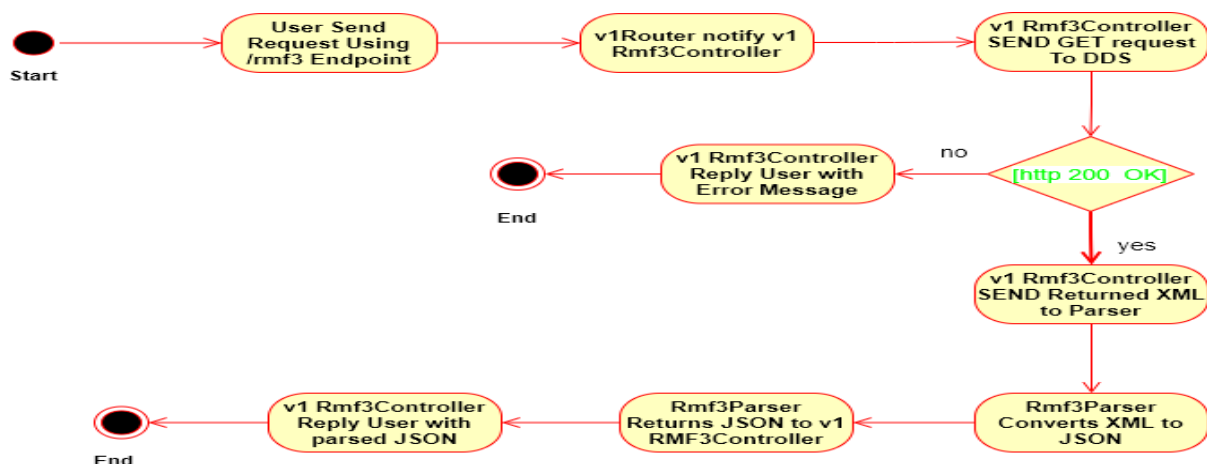 User Send
Request Using
/rmf3 Endpoint
v1Router notify v1
Rmf3Controller
v1 Rmf3Controller
SEND GET request
To DDS
Start
no
v1 Rmf3Controller
Reply User with
Error Message
[http 200  OK]
End
yes
v1 Rmf3Controller
SEND Returned XML
to Parser
Rmf3Parser
Converts XML to
JSON
Rmf3Parser
Returns JSON to v1
RMF3Controller
v1 Rmf3Controller
Reply User with
parsed JSON
End